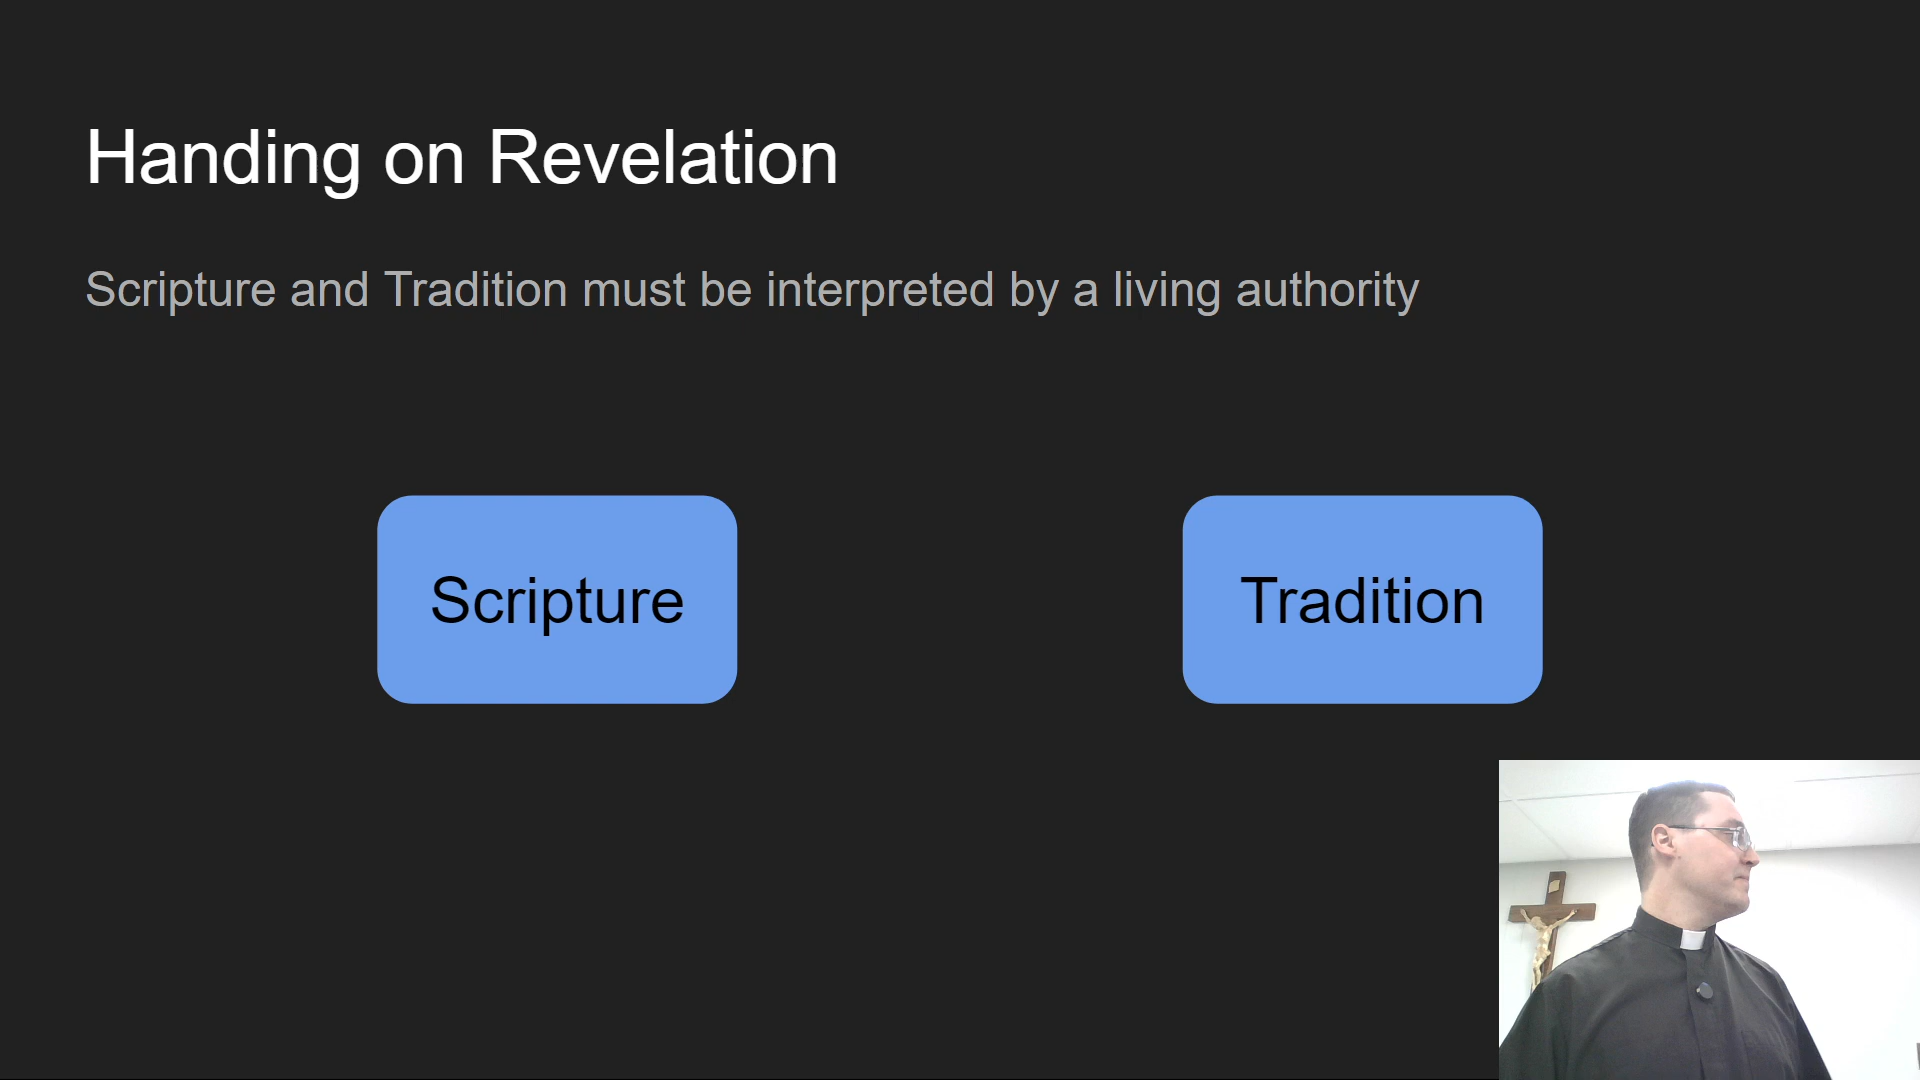 Handing on Revelation
Scripture and Tradition must be interpreted by a living authority
Scripture
Tradition